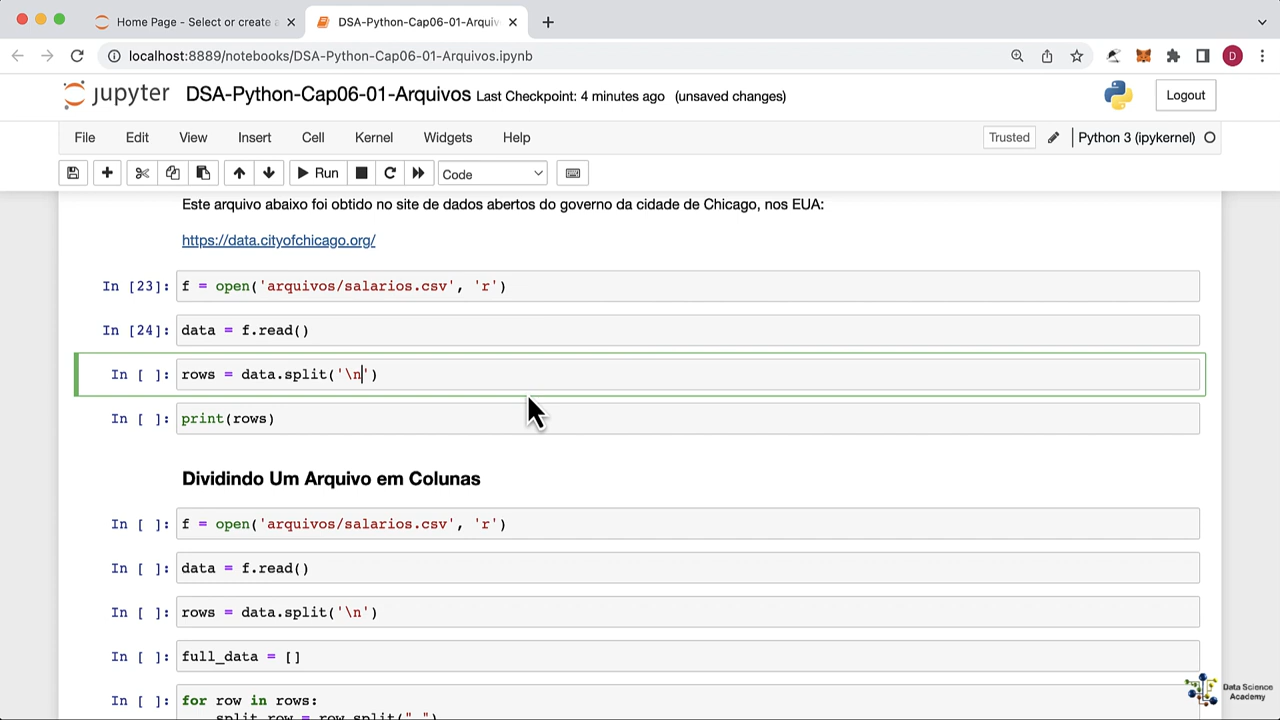 Home Page - Select or create a
DSA-Python-Cap06-01-Arquiv
localhost:8889/notebooks/DSA-Python-Cap06-01-Arquivos.ipynb
D
jupyter DSA-Python-Cap06-01-Arquivos Last Checkpoint: 4 minutes ago (unsaved changes)
Logout
File Edit View Insert Cell Kernel Widgets Help
Trusted
Python 3 (ipykernel)
Run
Code
Este arquivo abaixo foi obtido no site de dados abertos do governo da cidade de Chicago, nos EUA:
https://data.cityofchicago.org/
In [23]: f = open('arquivos/salarios.csv', 'r')
In [24]: data = f.read()
In [ ]: rows = data.split('\n')
In [ ]: print(rows)
Dividindo Um Arquivo em Colunas
In [ ]: f = open('arquivos/salarios.csv', 'r')
In [ ]: data = f.read()
In [ ]: rows = data.split('\n')
In [ ]: full_data = []
In [ ]: for row in rows:
split_row = row.split(",")
Data Science
Academy